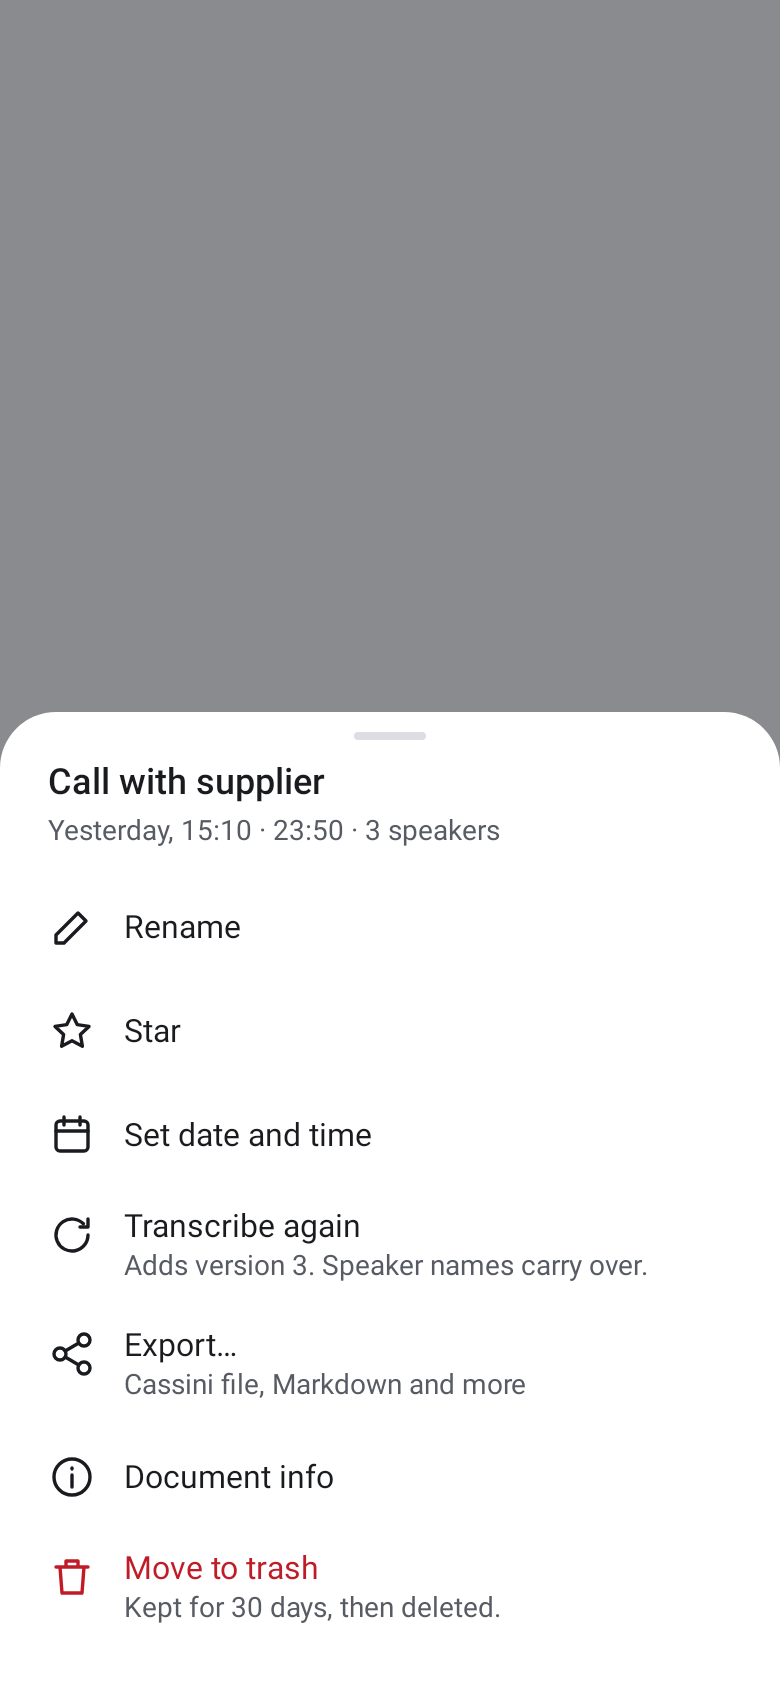 Call with supplier
Yesterday, 15:10 · 23:50 · 3 speakers
Rename
Star
Set date and time
Transcribe again
Adds version 3. Speaker names carry over.
Export…
Cassini file, Markdown and more
Document info
Move to trash
Kept for 30 days, then deleted.